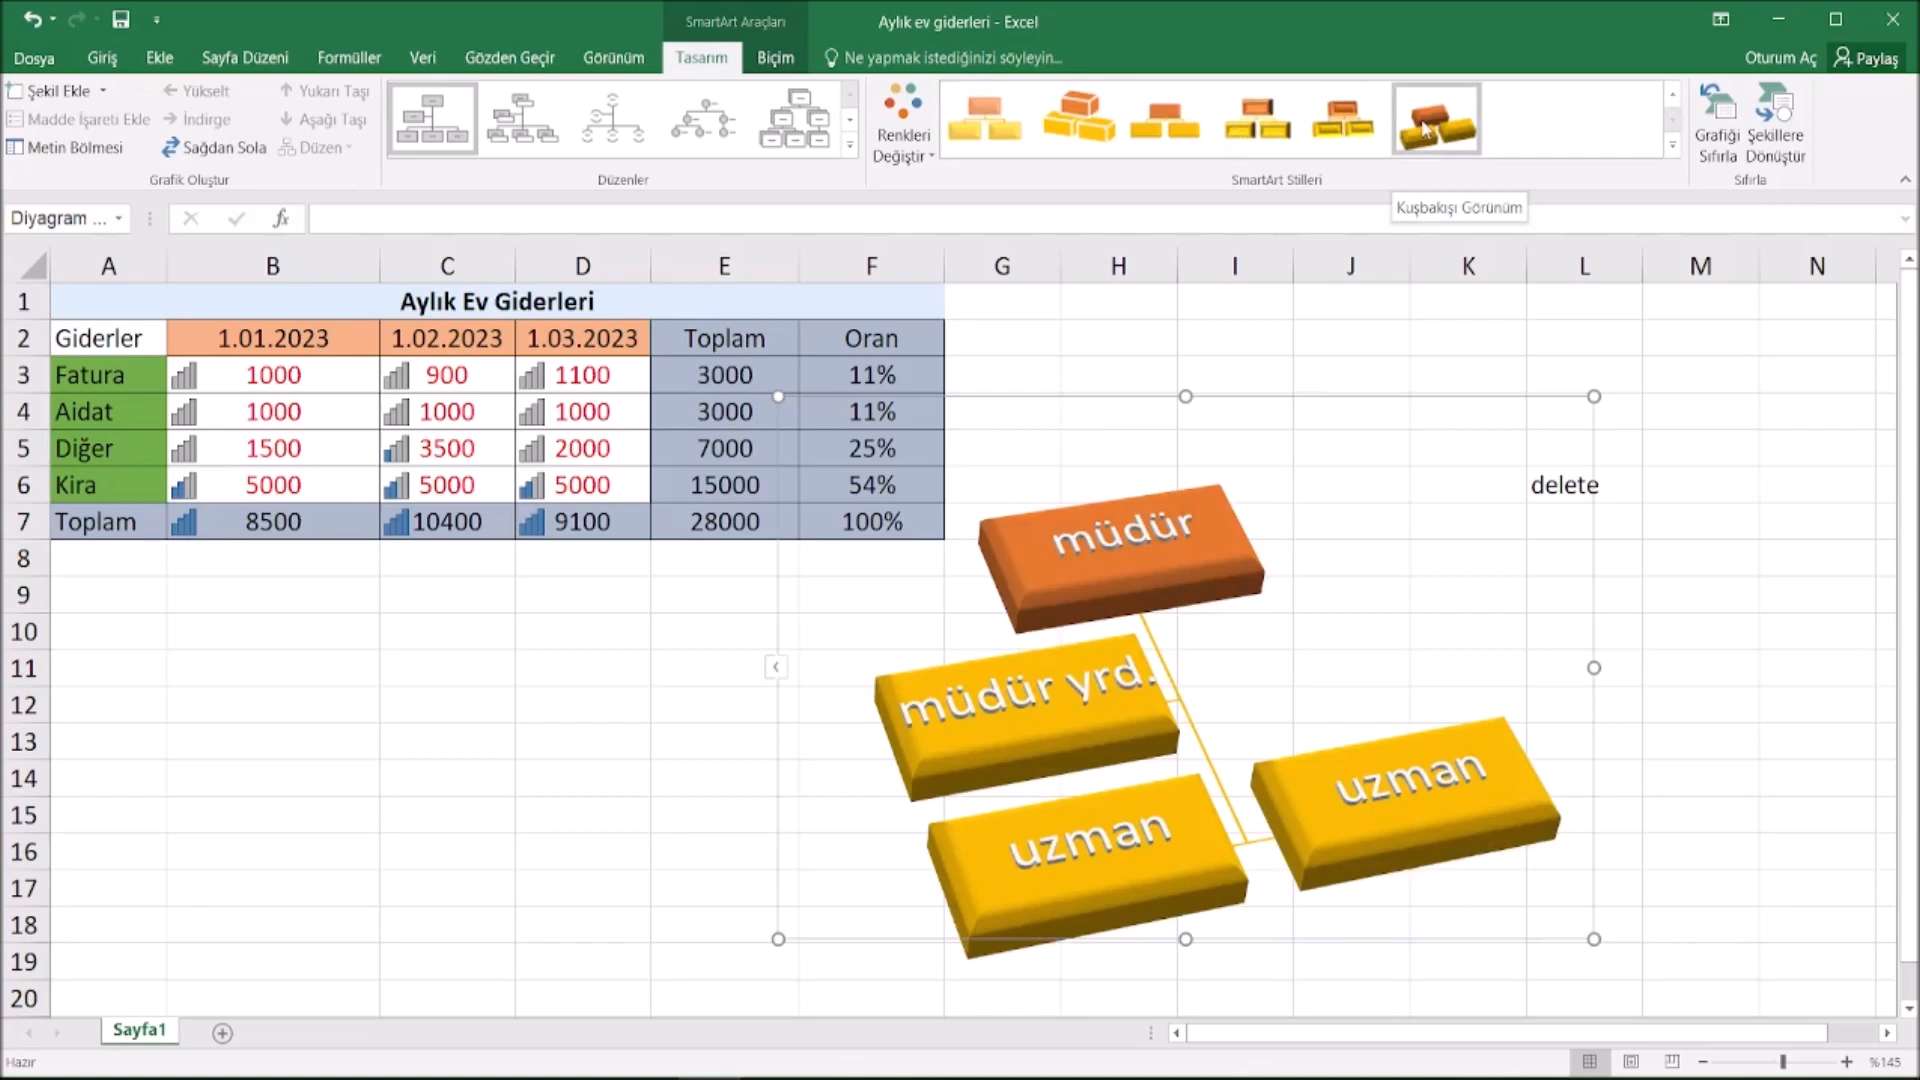 SmartArt Araçları
Aylık ev giderleri - Excel
Dosya Giriş Ekle Sayfa Düzeni Formüller Veri Gözden Geçir Görünüm Tasarım Biçim Ne yapmak istediğinizi söyleyin... Oturum Aç Paylaş
Şekil Ekle
Madde İşareti Ekle
Metin Bölmesi
Yükselt
İndirge
Sağdan Sola
Yukarı Taşı
Aşağı Taşı
Düzen
Grafik Oluştur
Düzenler
Renkleri
Değiştir
SmartArt Stilleri
Grafiği
Sıfırla
Şekillere
Dönüştür
Sıfırla
Kuşbakışı Görünüm
Diyagram ...
fx
A B C D E F G H I J K L M N
1 Aylık Ev Giderleri
2 Giderler 1.01.2023 1.02.2023 1.03.2023 Toplam Oran
3 Fatura 1000 900 1100 3000 11%
4 Aidat 1000 1000 1000 3000 11%
5 Diğer 1500 3500 2000 7000 25%
6 Kira 5000 5000 5000 15000 54% delete
7 Toplam 8500 10400 9100 28000 100%
8
9
10
11
12
13
14
15
16
17
18
19
20
müdür
müdür yrd.
uzman
uzman
Sayfa1
Hazır
%145